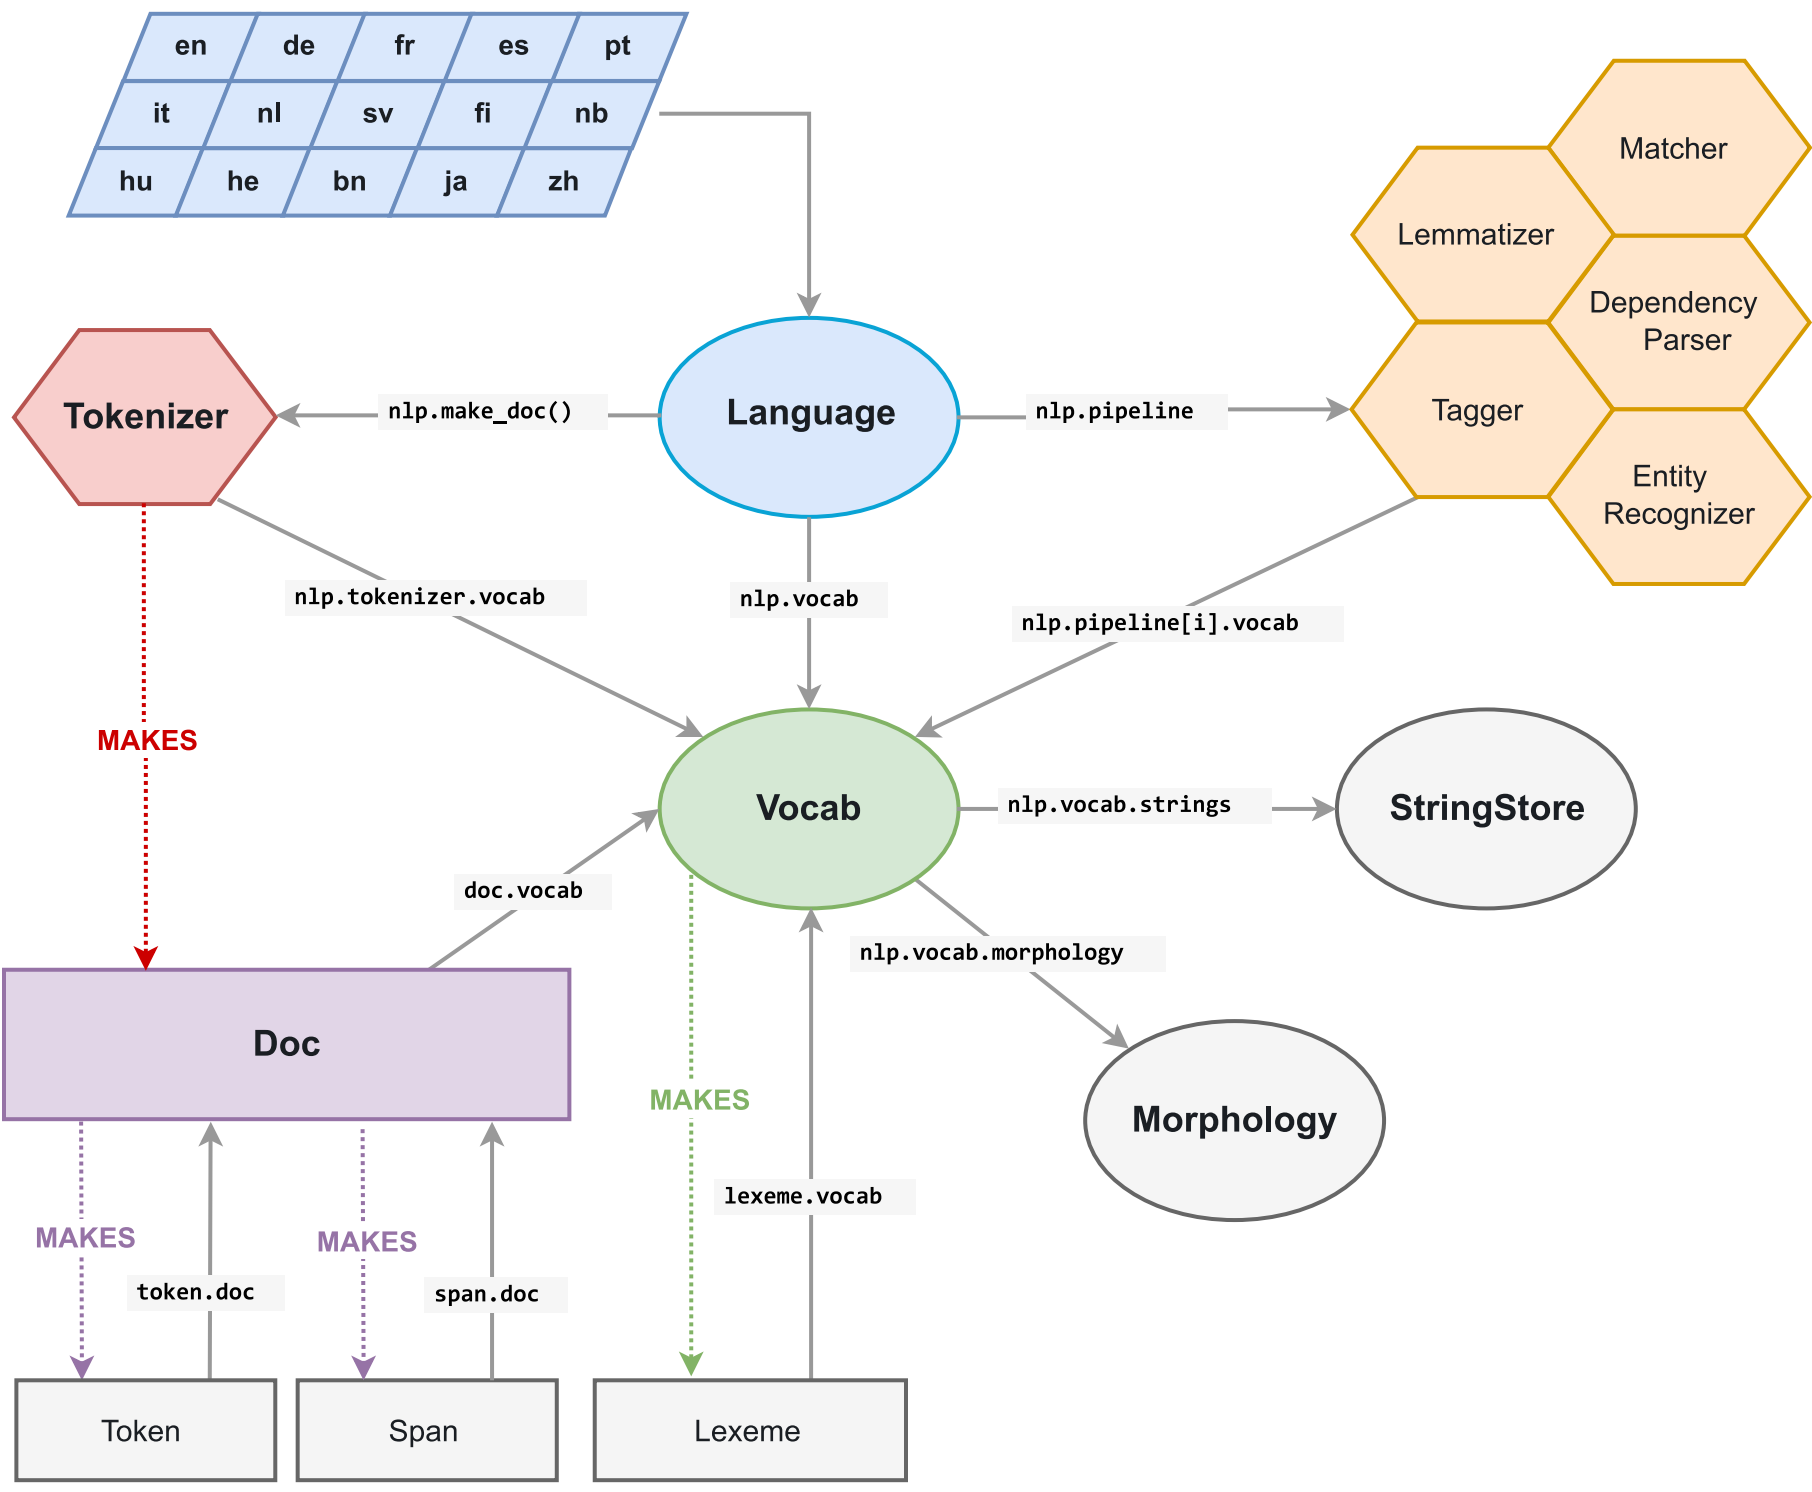 en de fr es pt
it nl sv fi nb
hu he bn ja zh
Matcher
Lemmatizer
Dependency
Parser
Tagger
Entity
Recognizer
Tokenizer
nlp.make_doc()
Language
nlp.pipeline
nlp.tokenizer.vocab
nlp.vocab
nlp.pipeline[i].vocab
MAKES
Vocab
nlp.vocab.strings
StringStore
doc.vocab
nlp.vocab.morphology
Doc
MAKES
Morphology
MAKES
MAKES
lexeme.vocab
token.doc
span.doc
Token
Span
Lexeme